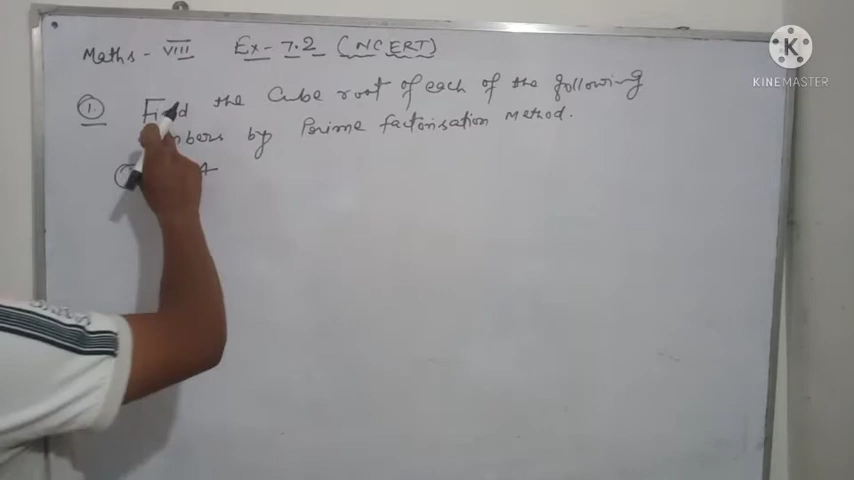 Maths - VIII Ex- 7.2 (NCERT)
1. Find the Cube root of each of the following
by Prime factorisation Method.
K
KINEMASTER